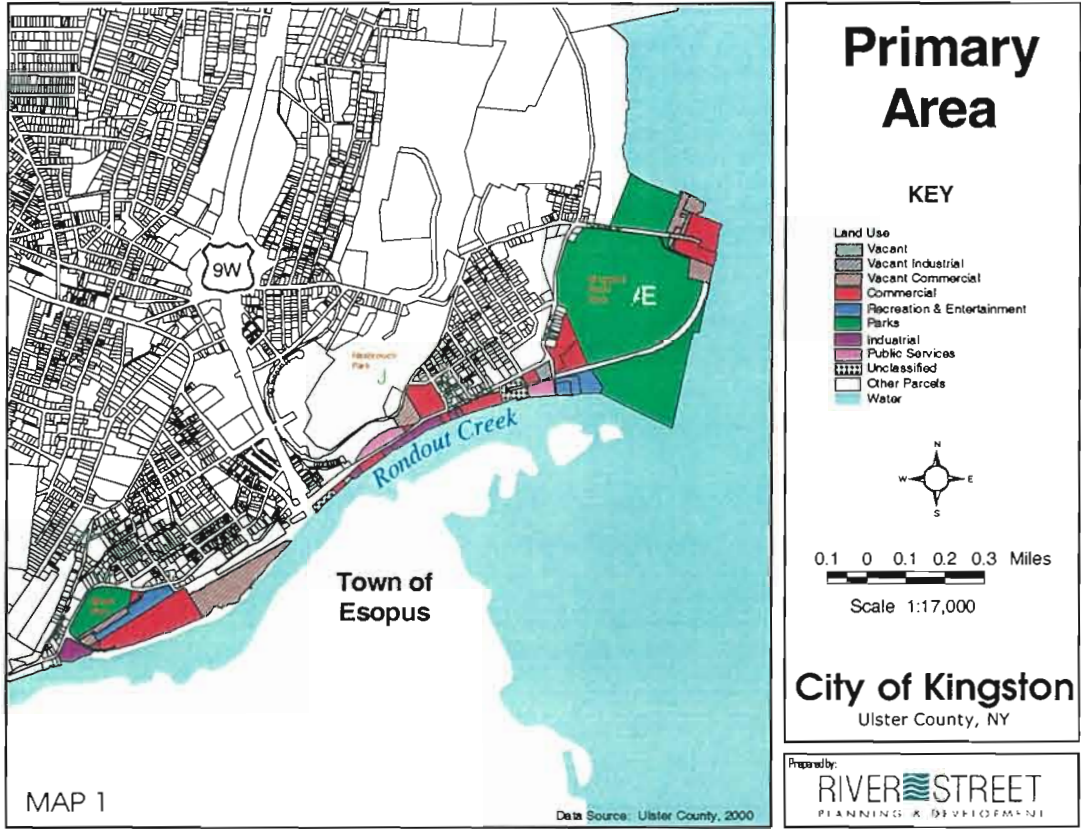 9W
Hasbrouck
Park
J
Æ
Rondout Creek
Town of
Esopus
MAP 1
Data Source: Ulster County, 2000
Primary
Area
KEY
Land Use
Vacant
Vacant Industrial
Vacant Commercial
Commercial
Recreation & Entertainment
Parks
Industrial
Public Services
Unclassified
Other Parcels
Water
N
W E
S
0.1 0 0.1 0.2 0.3 Miles
Scale 1:17,000
City of Kingston
Ulster County, NY
Prepared by:
RIVER STREET
PLANNING & DEVELOPMENT